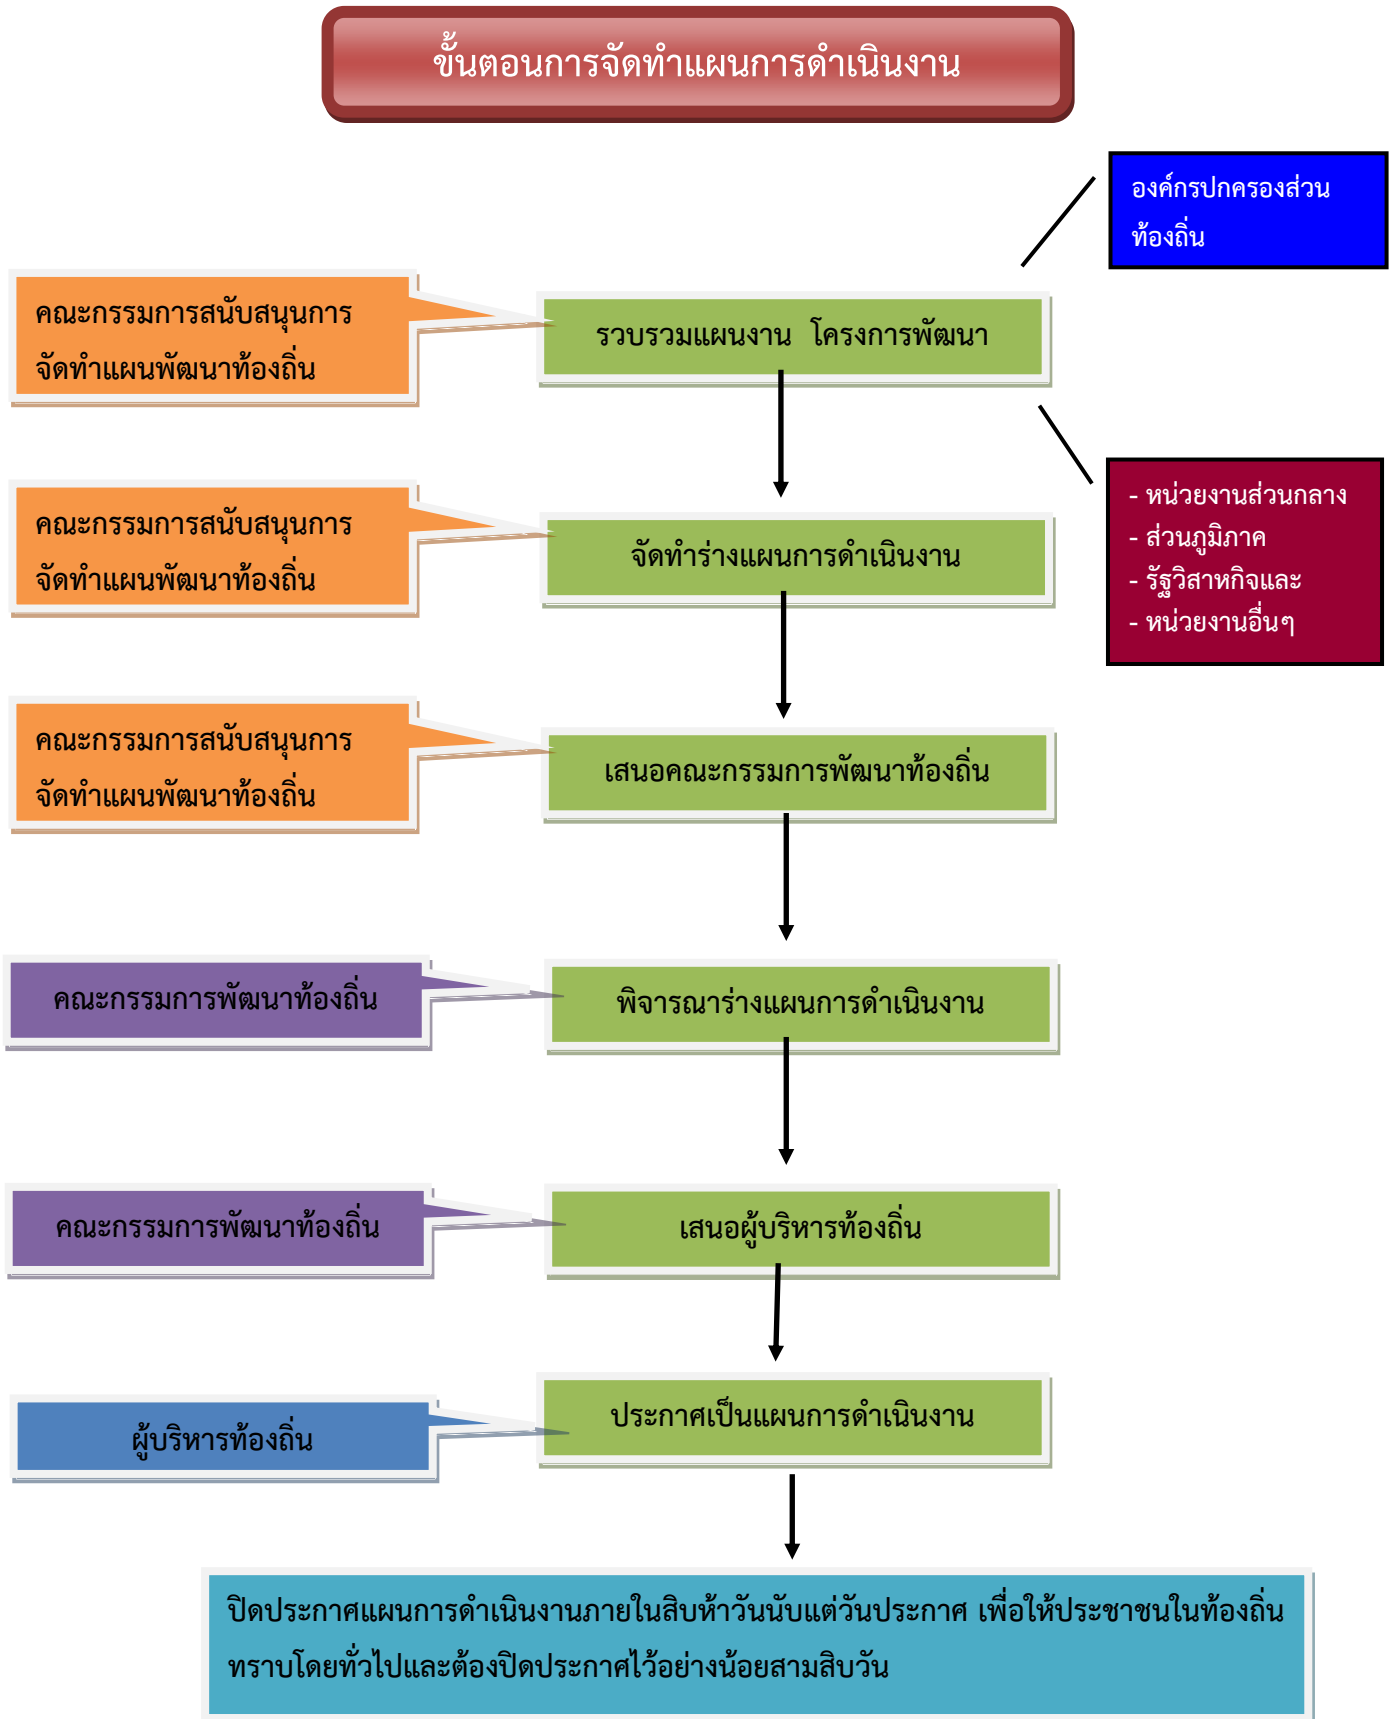 ขั้นตอนการจัดทำแผนการดำเนินงาน
องค์กรปกครองส่วน
ท้องถิ่น
คณะกรรมการสนับสนุนการ
จัดทำแผนพัฒนาท้องถิ่น
รวบรวมแผนงาน โครงการพัฒนา
คณะกรรมการสนับสนุนการ
จัดทำแผนพัฒนาท้องถิ่น
จัดทำร่างแผนการดำเนินงาน
- หน่วยงานส่วนกลาง
- ส่วนภูมิภาค
- รัฐวิสาหกิจและ
- หน่วยงานอื่นๆ
คณะกรรมการสนับสนุนการ
จัดทำแผนพัฒนาท้องถิ่น
เสนอคณะกรรมการพัฒนาท้องถิ่น
คณะกรรมการพัฒนาท้องถิ่น
พิจารณาร่างแผนการดำเนินงาน
คณะกรรมการพัฒนาท้องถิ่น
เสนอผู้บริหารท้องถิ่น
ผู้บริหารท้องถิ่น
ประกาศเป็นแผนการดำเนินงาน
ปิดประกาศแผนการดำเนินงานภายในสิบห้าวันนับแต่วันประกาศ เพื่อให้ประชาชนในท้องถิ่น
ทราบโดยทั่วไปและต้องปิดประกาศไว้อย่างน้อยสามสิบวัน